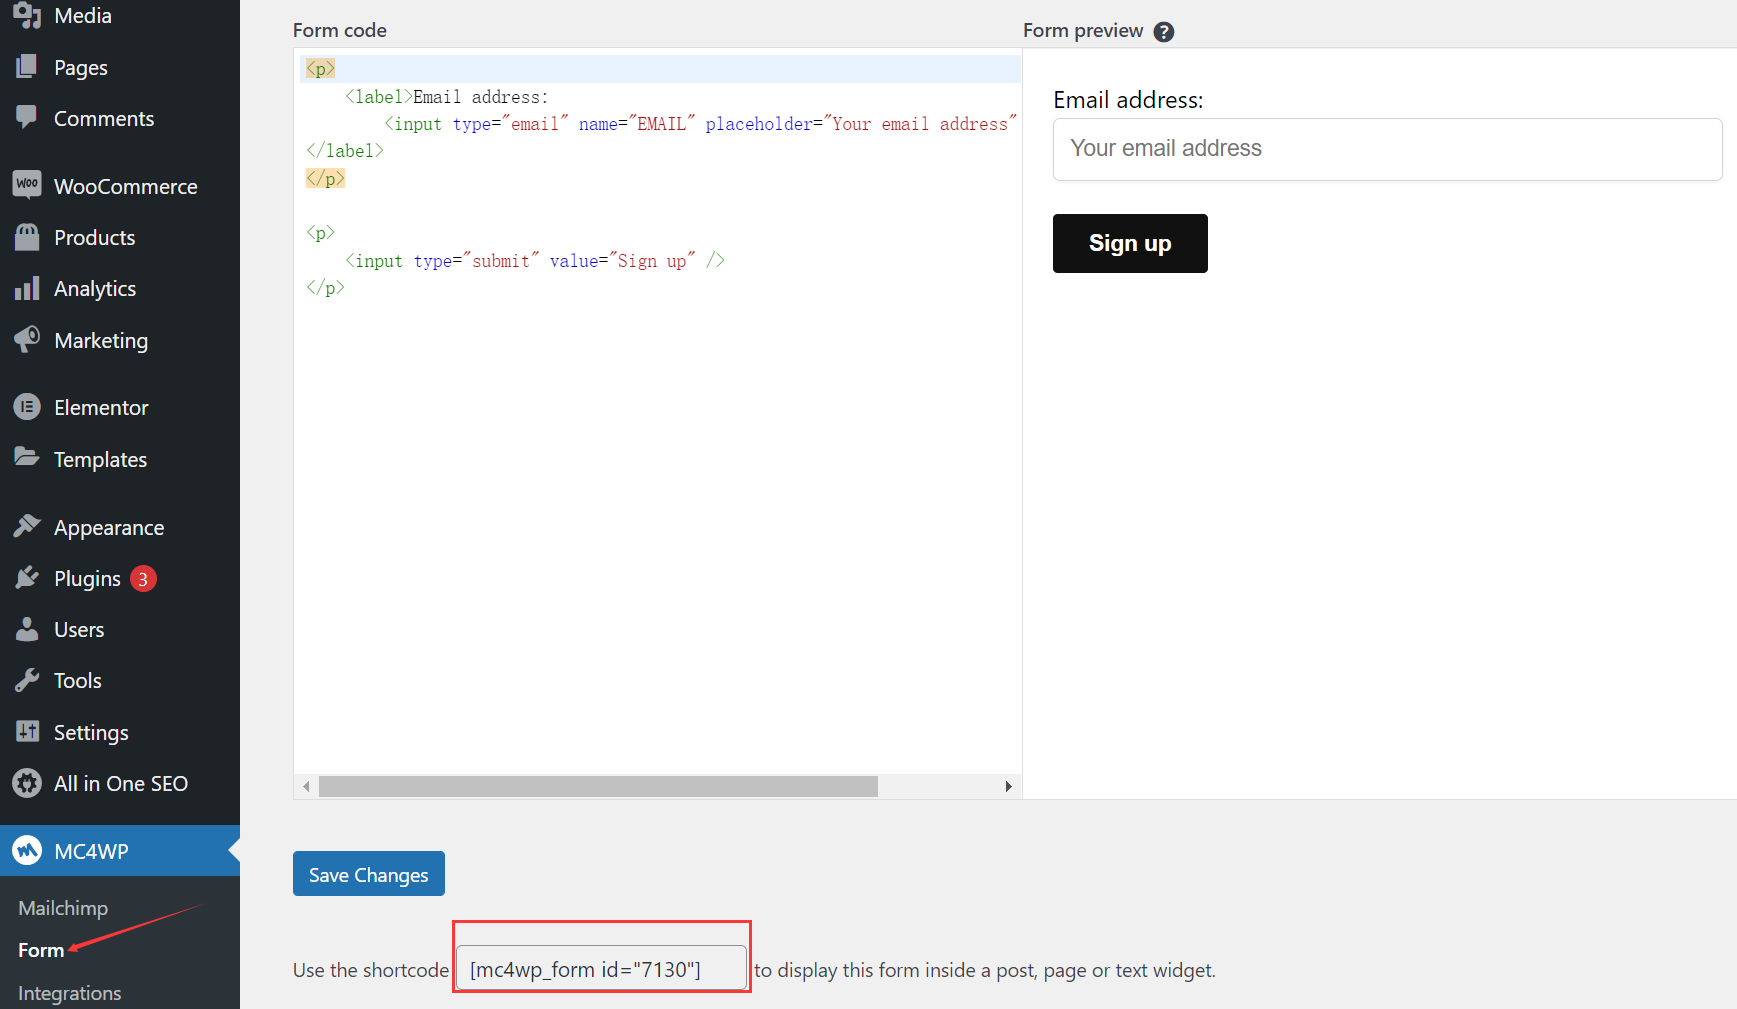 Media
Pages
Comments
WOO WooCommerce
Products
Analytics
Marketing
Elementor
Templates
Appearance
Plugins 3
Users
Tools
Settings
All in One SEO
MC4WP
Mailchimp
Form
Integrations
Form code
<p>
<label>Email address:
<input type="email" name="EMAIL" placeholder="Your email address"
</label>
</p>
<p>
<input type="submit" value="Sign up" />
</p>
Form preview ?
Email address:
Your email address
Sign up
Save Changes
Use the shortcode [mc4wp_form id="7130"] to display this form inside a post, page or text widget.